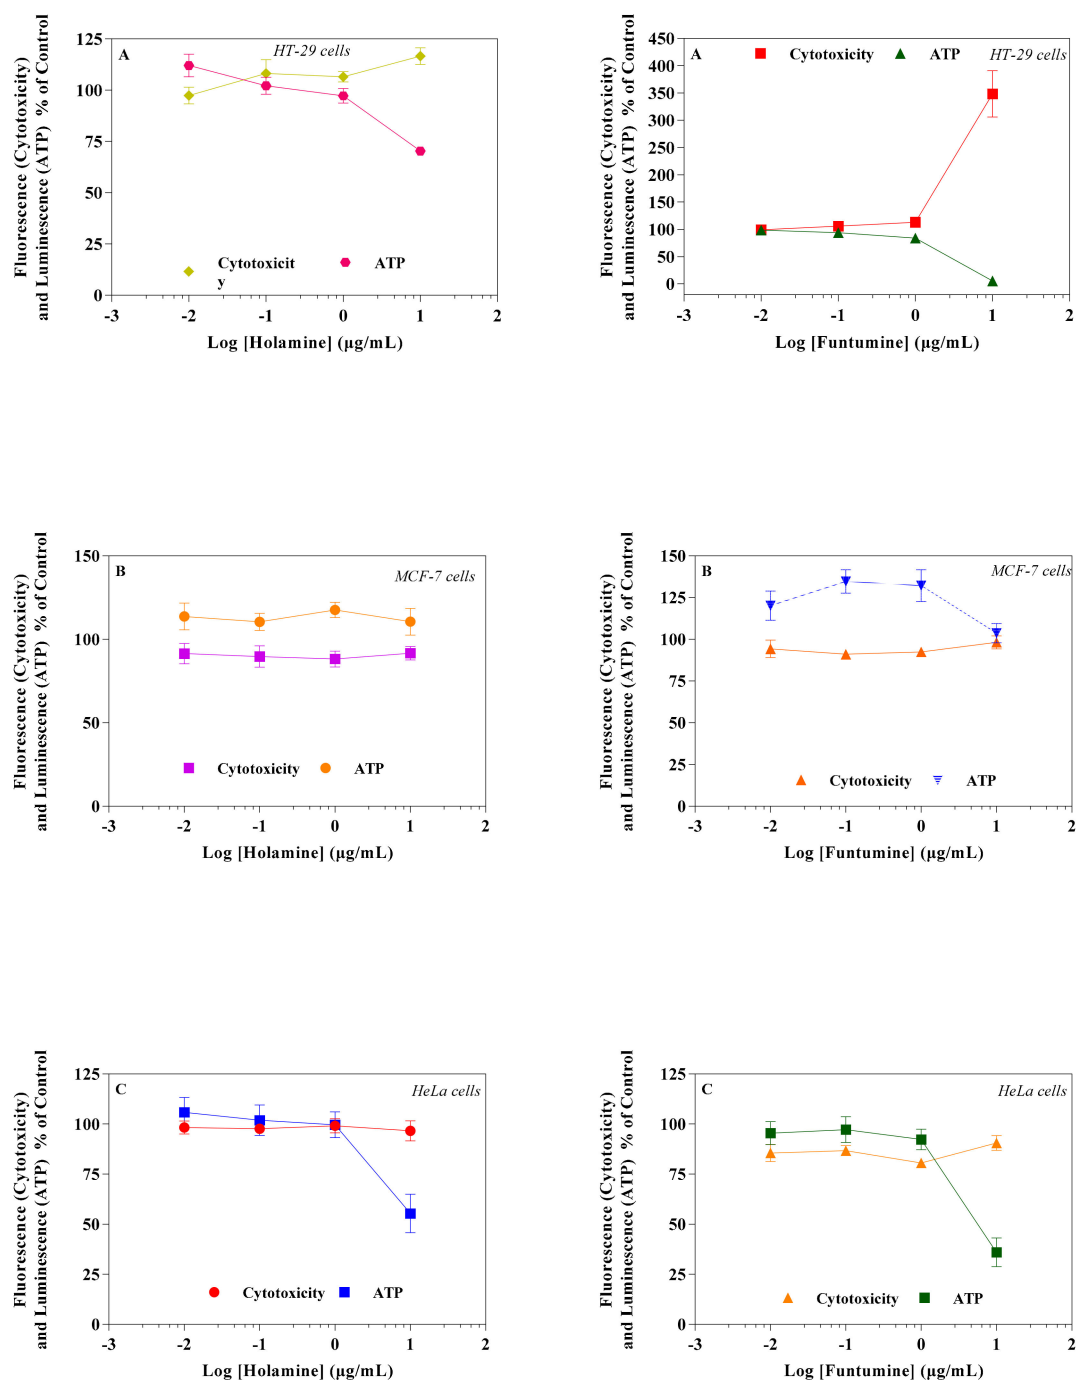 Fluorescence (Cytotoxicity)
and Luminescence (ATP) % of Control
125
100
75
50
25
0
A
HT-29 cells
Cytotoxicit
y
ATP
-3
-2
-1
0
1
2
Log [Holamine] (µg/mL)
Fluorescence (Cytotoxicity)
and Luminescence (ATP) % of Control
450
400
350
300
250
200
150
100
50
0
A
Cytotoxicity
ATP
HT-29 cells
-3
-2
-1
0
1
2
Log [Funtumine] (µg/mL)
Fluorescence (Cytotoxicity)
and Luminescence (ATP) % of Control
150
100
50
0
B
MCF-7 cells
Cytotoxicity
ATP
-3
-2
-1
0
1
2
Log [Holamine] (µg/mL)
Fluorescence (Cytotoxicity)
and Luminescence (ATP) % of Control
150
125
100
75
50
25
0
B
MCF-7 cells
Cytotoxicity
ATP
-3
-2
-1
0
1
2
Log [Funtumine] (µg/mL)
Fluorescence (Cytotoxicity)
and Luminescence (ATP) % of Control
125
100
75
50
25
0
C
HeLa cells
Cytotoxicity
ATP
-3
-2
-1
0
1
2
Log [Holamine] (µg/mL)
Fluorescence (Cytotoxicity)
and Luminescence (ATP) % of Control
125
100
75
50
25
0
C
HeLa cells
Cytotoxicity
ATP
-3
-2
-1
0
1
2
Log [Funtumine] (µg/mL)